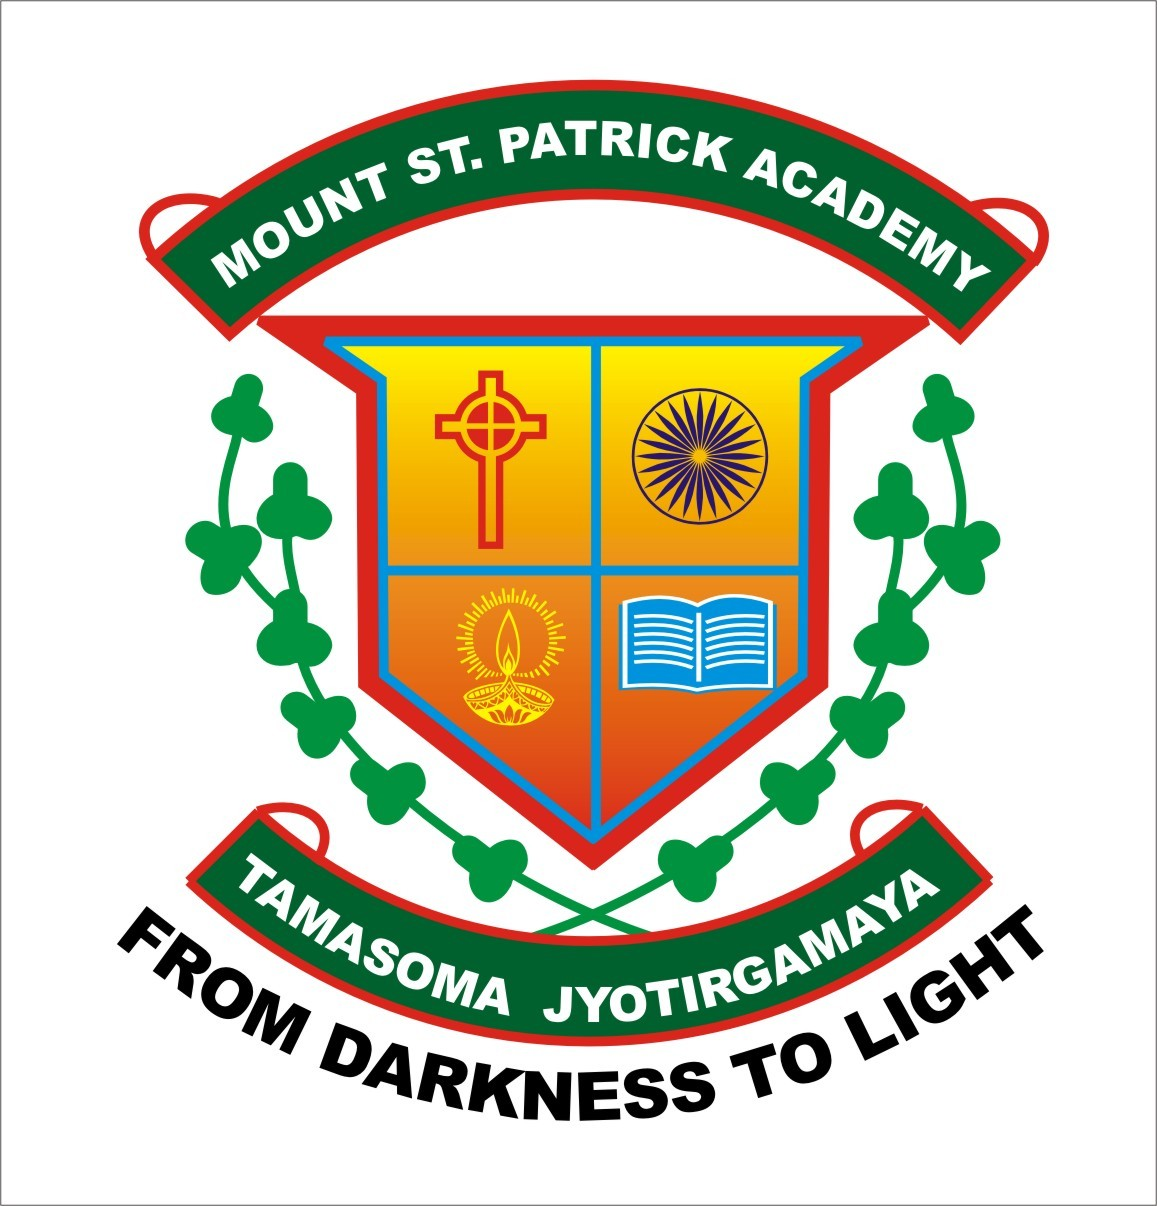 MOUNT ST. PATRICK ACADEMY
TAMASOMA JYOTIRGAMAYA
FROM DARKNESS TO LIGHT